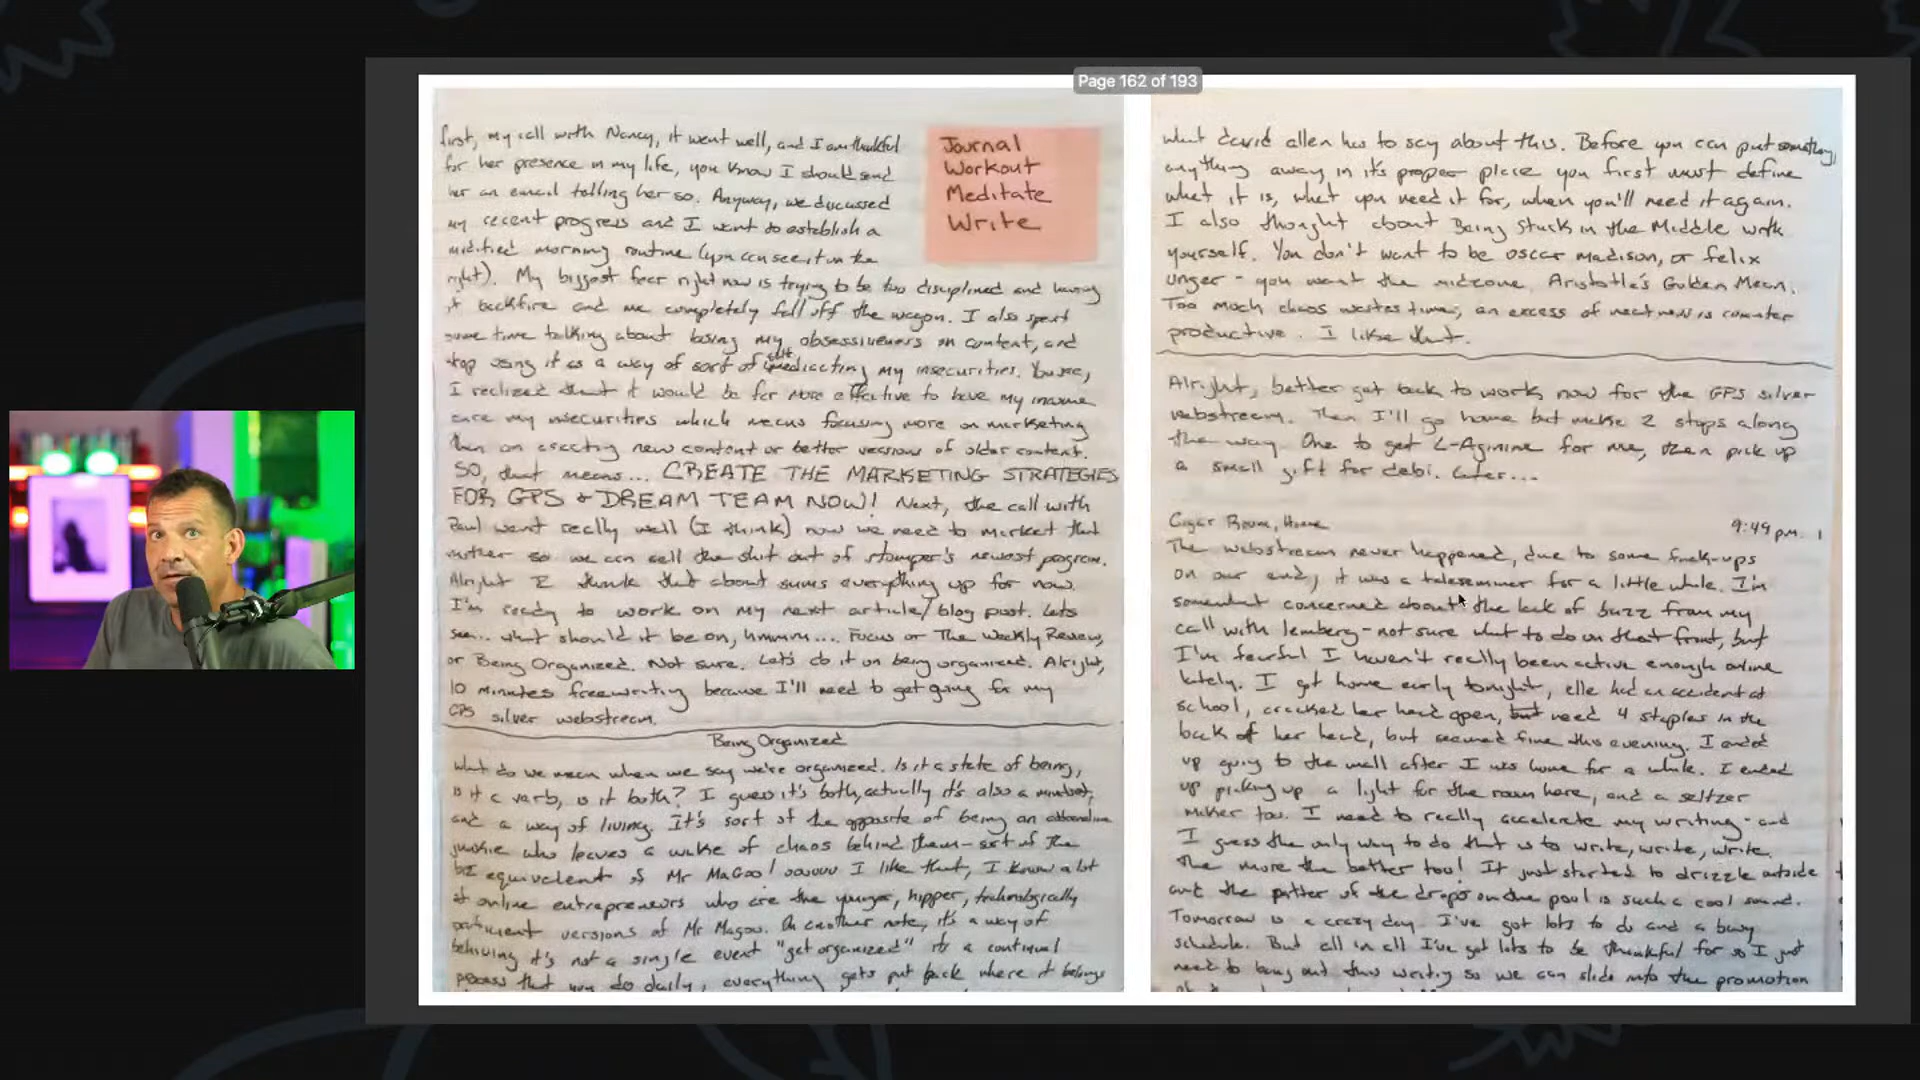 Page 162 of 193
first, my call with Nancy, it went well, and I am thankful
for her presence in my life, you know I should send
her an email telling her so. Anyway, we discussed
my recent progress and I want to establish a
modified morning routine (you can see it on the
right). My biggest fear right now is trying to be too disciplined and having
it backfire and me completely fall off the wagon. I also spent
some time talking about losing my obsessiveness on content, and
stop using it as a way of sort of self medicating my insecurities. You see,
I realized that it would be far more effective to have my income
cure my insecurities which means focusing more on marketing
then on creating new content or better versions of older content.
SO, that means... CREATE THE MARKETING STRATEGIES
FOR GPS & DREAM TEAM NOW! Next, the call with
Paul went really well (I think) now we need to market that
mother so we can sell the shit out of stomper's newest program.
Alright I think that about sums everything up for now.
I'm ready to work on my next article/blog post. Lets
see... what should it be on, hmmm.... Focus or The Weekly Review,
or Being Organized. Not sure. Let's do it on being organized. Alright,
10 minutes freewriting because I'll need to get going for my
GPS silver webstream.
Journal
Workout
Meditate
Write
Being Organized
What do we mean when we say we're organized. Is it a state of being,
is it a verb, is it both? I guess it's both, actually it's also a mindset,
and a way of living. It's sort of the opposite of being an adrenaline
junkie who leaves a wake of chaos behind them - sort of the
biz equivalent of Mr MaGoo! ooouuu I like that, I know a lot
of online entrepreneurs who are the younger, hipper, technologically
proficient versions of Mr Magoo. On another note, it's a way of
behiving it's not a single event "get organized" it's a continual
process that you do daily, everything gets put back where it belongs
what david allen has to say about this. Before you can put something
anything away in it's proper place you first must define
what it is, what you need it for, when you'll need it again.
I also thought about Being Stuck in the Middle with
yourself. You don't want to be oscar madison, or felix
unger - you want the midzone, Aristotle's Golden Mean.
Too much chaos wastes time, an excess of neatness is counter
productive. I like that.
Alright, better get back to work now for the GPS silver
webstream. Then I'll go home but make 2 stops along
the way. One to get L-Aginine for me, then pick up
a small gift for debi. Later...
Cigar Room, Home 9:49 pm.
The webstream never happened, due to some fuck-ups
on our end, it was a teleseminar for a little while. I'm
somewhat concerned about the lack of buzz from my
call with lemberg - not sure what to do on that front, but
I'm fearful I haven't really been active enough online
lately. I got home early tonight, elle had an accident at
school, cracked her head open, but need 4 staples in the
back of her head, but seemed fine this evening. I ended
up going to the mall after I was home for a while. I ended
up picking up a light for the room here, and a seltzer
maker too. I need to really accelerate my writing - and
I guess the only way to do that is to write, write, write.
The more the better too! It just started to drizzle outside
and the patter of the drops on the pool is such a cool sound.
Tomorrow is a crazy day. I've got lots to do and a busy
schedule. But all in all I've got lots to be thankful for so I just
need to bang out this writing so we can slide into the promotion